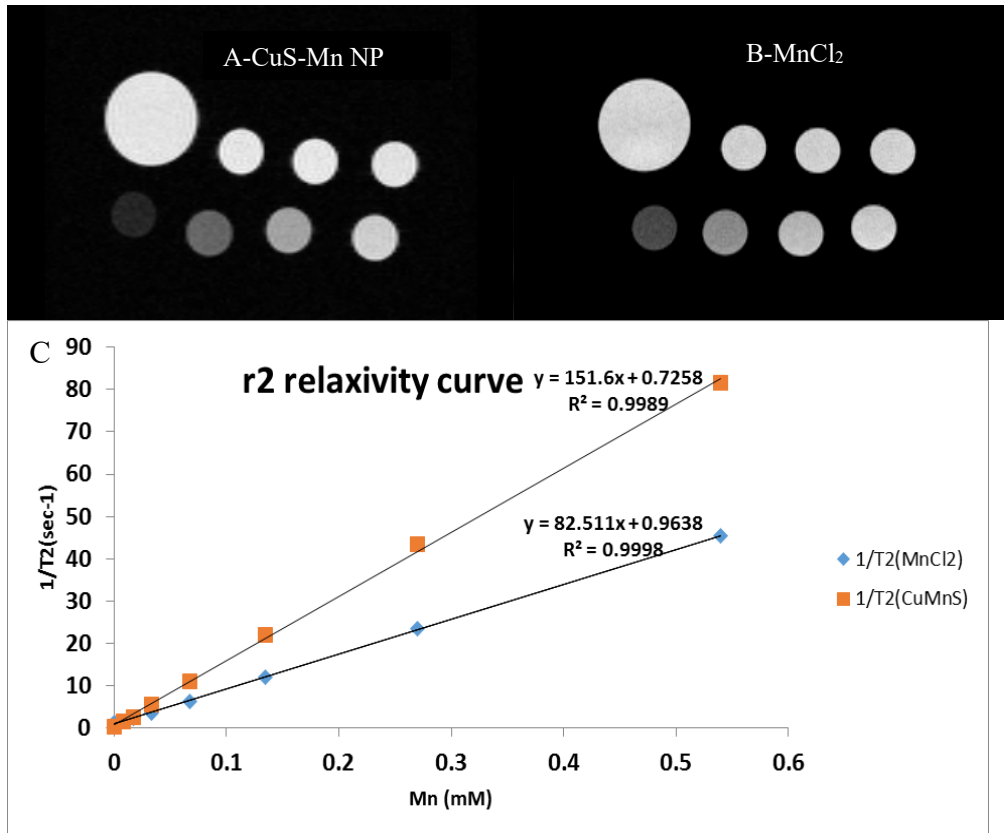 A-CuS-Mn NP
B-MnCl₂
C
r2 relaxivity curve
y = 151.6x + 0.7258
R² = 0.9989
y = 82.511x + 0.9638
R² = 0.9998
1/T2(sec-1)
90
80
70
60
50
40
30
20
10
0
0 0.1 0.2 0.3 0.4 0.5 0.6
Mn (mM)
1/T2(MnCl2)
1/T2(CuMnS)